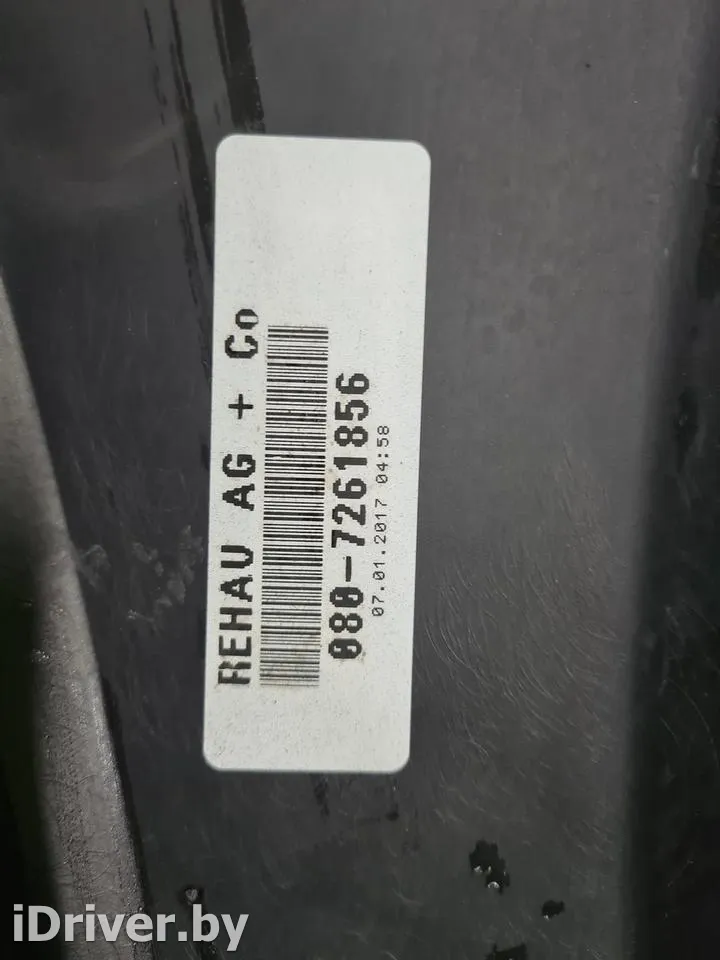 REHAU AG + Co
080-7261856
07.01.2017 04:58
iDriver.by